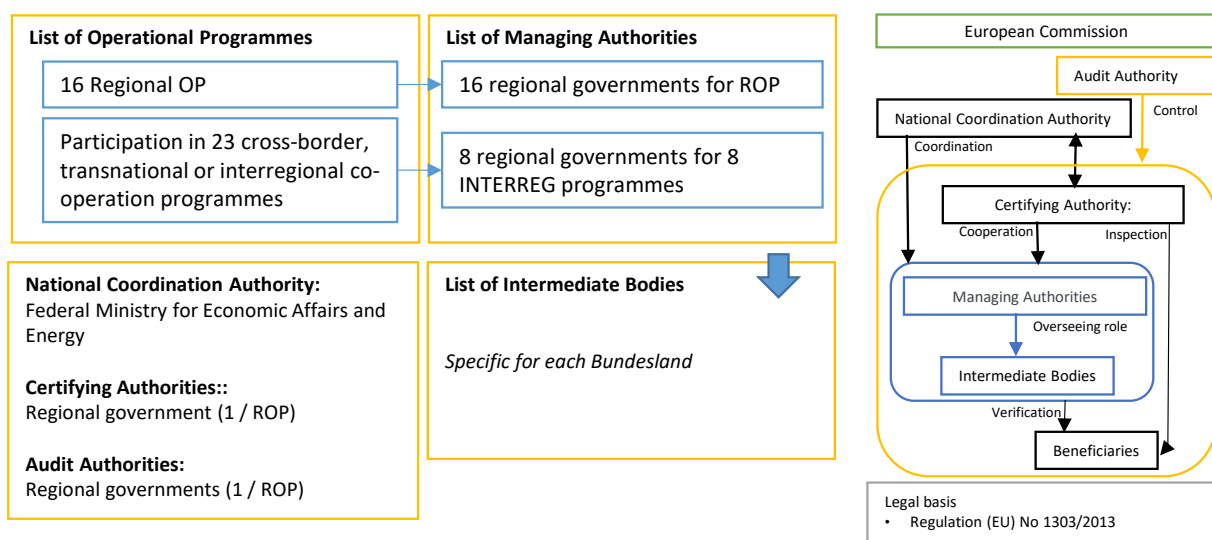 List of Operational Programmes
16 Regional OP
Participation in 23 cross-border,
transnational or interregional co-
operation programmes
List of Managing Authorities
16 regional governments for ROP
8 regional governments for 8
INTERREG programmes
National Coordination Authority:
Federal Ministry for Economic Affairs and
Energy
Certifying Authorities::
Regional government (1 / ROP)
Audit Authorities:
Regional governments (1 / ROP)
List of Intermediate Bodies
Specific for each Bundesland
European Commission
Audit Authority
Control
National Coordination Authority
Coordination
Certifying Authority:
Cooperation
Inspection
Managing Authorities
Overseeing role
Intermediate Bodies
Verification
Beneficiaries
Legal basis
• Regulation (EU) No 1303/2013